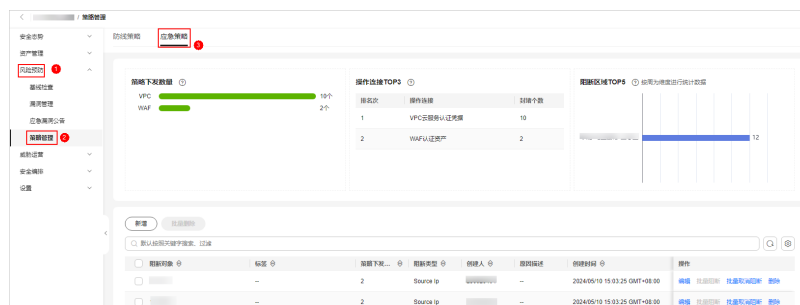 / 策略管理
安全态势
资产管理
风险预防 1
基线检查
漏洞管理
应急漏洞公告
策略管理 2
威胁运营
安全编排
设置
防线策略 应急策略 3
策略下发数量
VPC 10个
WAF 2个
操作连接TOP3
排名次 操作连接 封堵个数
1 VPC云服务认证凭据 10
2 WAF认证资产 2
阻断区域TOP5 按周为维度进行统计数据
12
新增 批量删除
默认按照关键字搜索、过滤
阻断对象 标签 策略下发... 阻断类型 创建人 原因描述 创建时间 操作
-- 2 Source Ip -- 2024/05/10 15:03:25 GMT+08:00 编辑 批量阻断 批量取消阻断 删除
-- 2 Source Ip -- 2024/05/10 15:03:25 GMT+08:00 编辑 批量阻断 批量取消阻断 删除